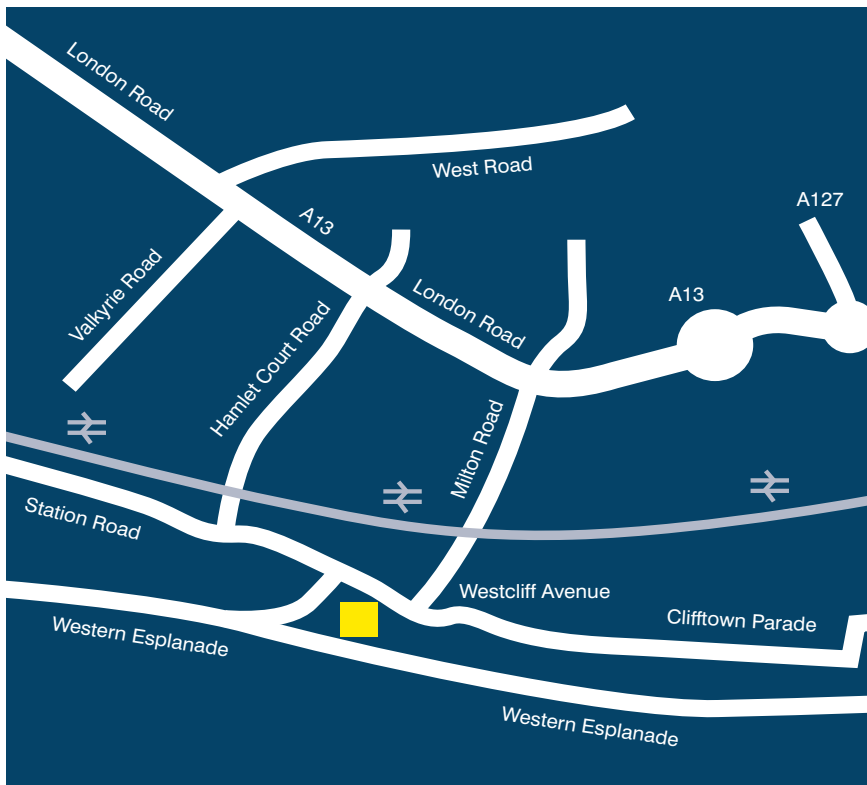 London Road
West Road
A127
A13
Valkyrie Road
A13
London Road
Hamlet Court Road
Milton Road
Station Road
Westcliff Avenue
Clifftown Parade
Western Esplanade
Western Esplanade